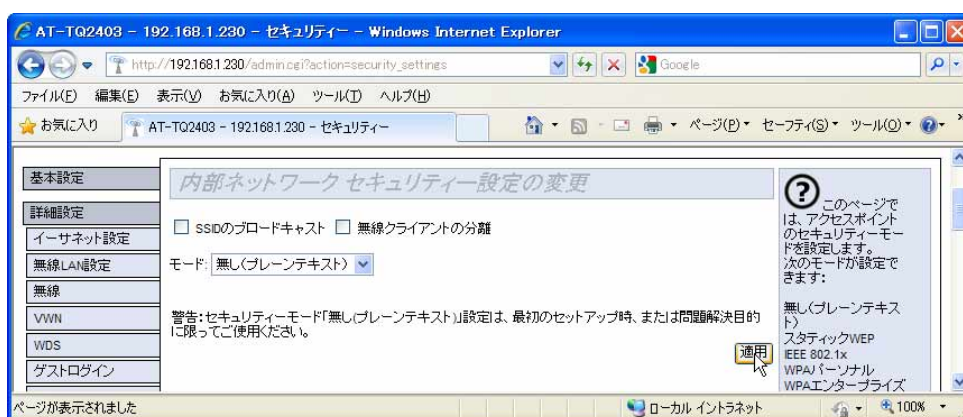 AT-TQ2403 - 192.168.1.230 - セキュリティー - Windows Internet Explorer
http://192.168.1.230/admin.cgi?action=security_settings
Google
ファイル(F) 編集(E) 表示(V) お気に入り(A) ツール(T) ヘルプ(H)
お気に入り
AT-TQ2403 - 192.168.1.230 - セキュリティー
ページ(P) セーフティ(S) ツール(O)
基本設定
詳細設定
イーサネット設定
無線LAN設定
無線
VWN
WDS
ゲストログイン
内部ネットワーク セキュリティー設定の変更
SSIDのブロードキャスト 無線クライアントの分離
モード: 無し(プレーンテキスト)
警告:セキュリティーモード「無し(プレーンテキスト)」設定は、最初のセットアップ時、または問題解決目的
に限ってご使用ください。
適用
このページで
は、アクセスポイント
のセキュリティーモー
ドを設定します。
次のモードが設定で
きます:
無し(プレーンテキス
ト)
スタティックWEP
IEEE 802.1x
WPAパーソナル
WPAエンタープライズ
ページが表示されました
ローカル イントラネット
100%